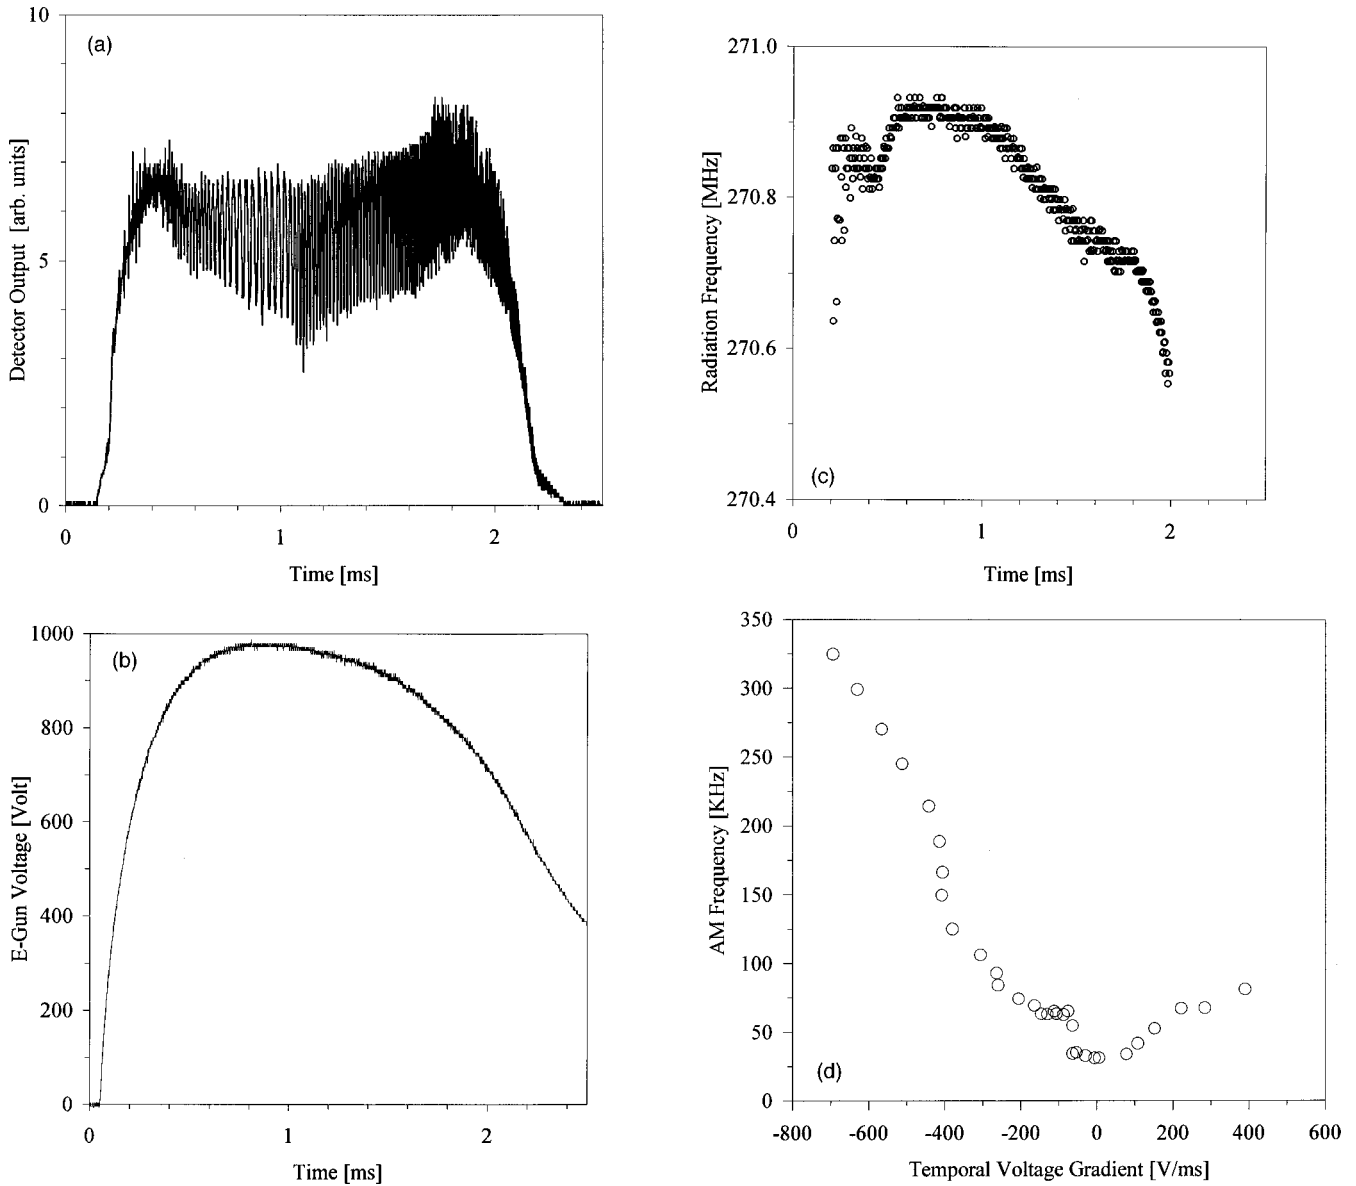 (a)
10
5
0
Detector Output [arb. units]
0 1 2
Time [ms]
(c)
271.0
270.8
270.6
270.4
Radiation Frequency [MHz]
0 1 2
Time [ms]
(b)
1000
800
600
400
200
0
E-Gun Voltage [Volt]
0 1 2
Time [ms]
(d)
350
300
250
200
150
100
50
0
AM Frequency [KHz]
-800 -600 -400 -200 0 200 400 600
Temporal Voltage Gradient [V/ms]